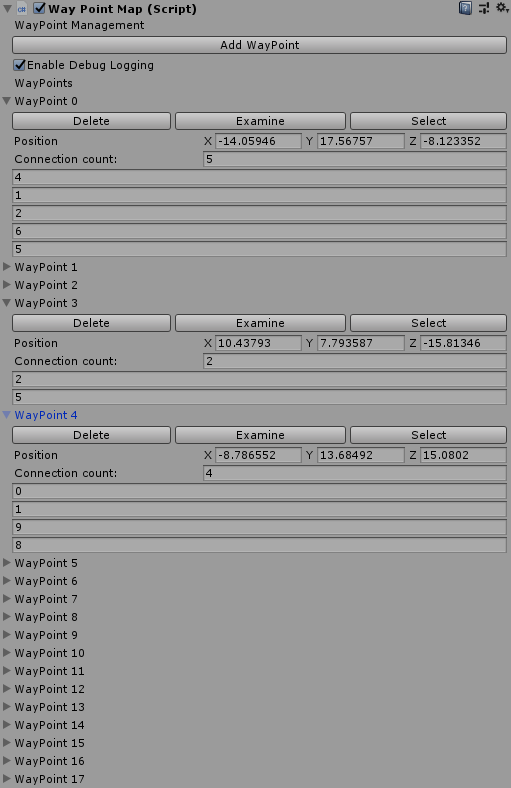 Way Point Map (Script)
WayPoint Management
Add WayPoint
Enable Debug Logging
WayPoints
WayPoint 0
Delete Examine Select
Position X -14.05946 Y 17.56757 Z -8.123352
Connection count: 5
4
1
2
6
5
WayPoint 1
WayPoint 2
WayPoint 3
Delete Examine Select
Position X 10.43793 Y 7.793587 Z -15.81346
Connection count: 2
2
5
WayPoint 4
Delete Examine Select
Position X -8.786552 Y 13.68492 Z 15.0802
Connection count: 4
0
1
9
8
WayPoint 5
WayPoint 6
WayPoint 7
WayPoint 8
WayPoint 9
WayPoint 10
WayPoint 11
WayPoint 12
WayPoint 13
WayPoint 14
WayPoint 15
WayPoint 16
WayPoint 17